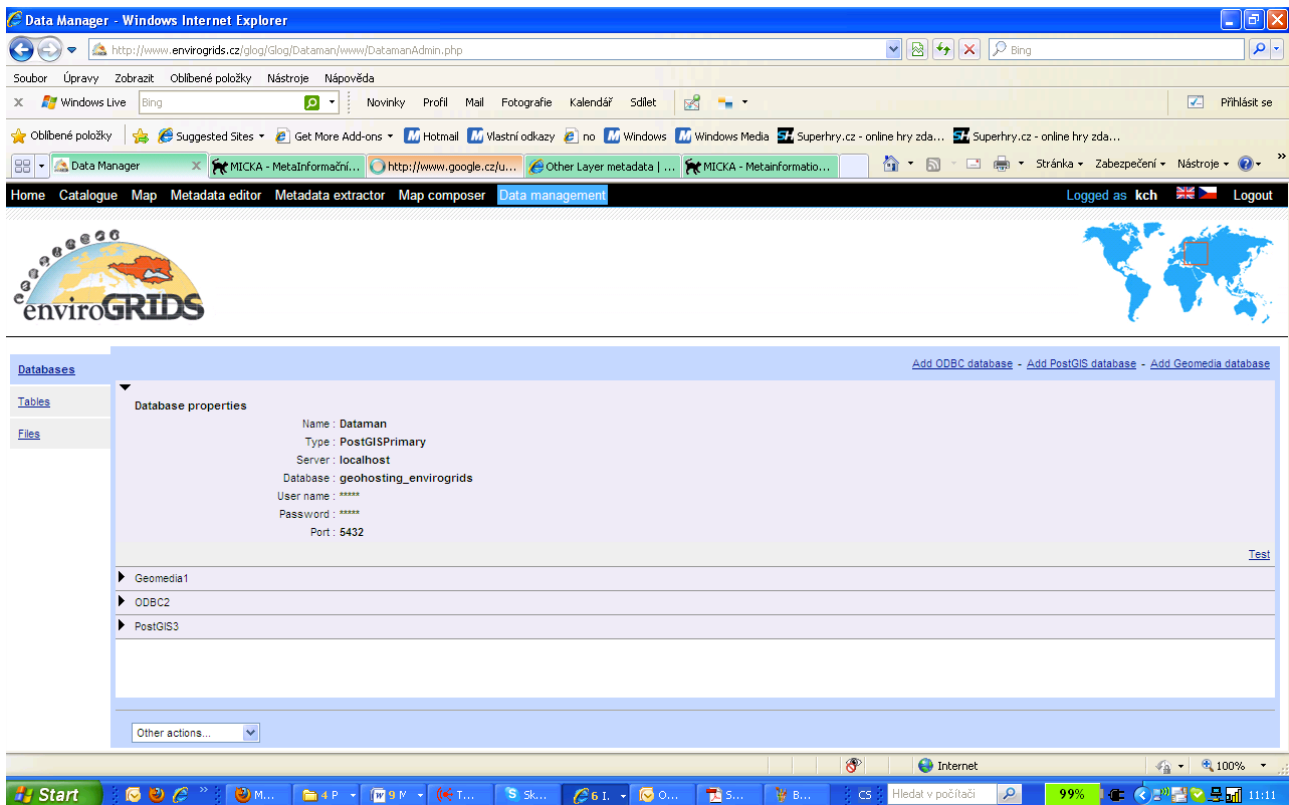 Data Manager - Windows Internet Explorer
http://www.envirogrids.cz/glog/Glog/Dataman/www/DatamanAdmin.php Bing
Soubor Úpravy Zobrazit Oblíbené položky Nástroje Nápověda
X Windows Live Bing Novinky Profil Mail Fotografie Kalendář Sdílet Přihlásit se
Oblíbené položky Suggested Sites Get More Add-ons Hotmail Vlastní odkazy no Windows Windows Media Superhry.cz - online hry zda... Superhry.cz - online hry zda...
Data Manager MICKA - MetaInformační... http://www.google.cz/u... Other Layer metadata | ... MICKA - Metainformatio... Stránka Zabezpečení Nástroje »
Home Catalogue Map Metadata editor Metadata extractor Map composer Data management Logged as kch Logout
enviroGRIDS
Databases Add ODBC database - Add PostGIS database - Add Geomedia database
Tables
Files
Database properties
Name : Dataman
Type : PostGISPrimary
Server : localhost
Database : geohosting_envirogrids
User name : *****
Password : *****
Port : 5432
Test
Geomedia1
ODBC2
PostGIS3
Other actions...
Internet 100%
Start » M... 4 P 9 M T... Sk... 6 I. O... S... B... CS Hledat v počítači 99% 11:11